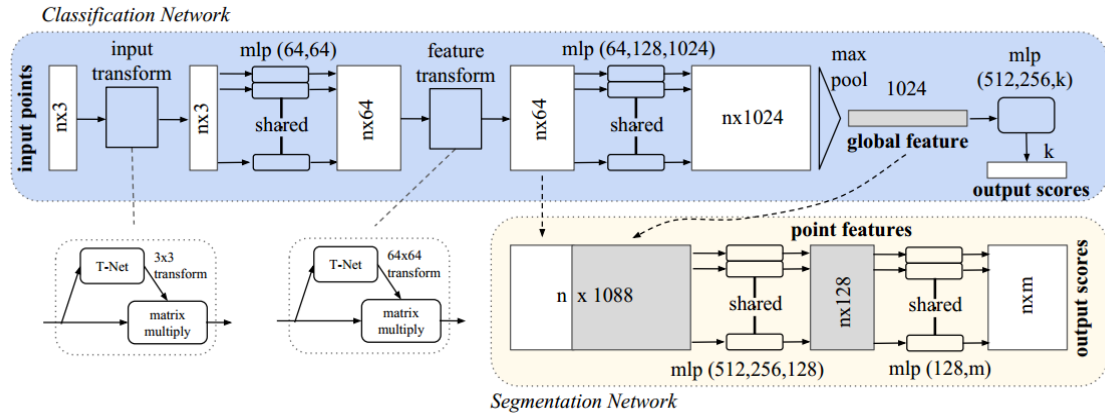 Classification Network
input points
nx3
input
transform
nx3
mlp (64,64)
shared
nx64
feature
transform
nx64
mlp (64,128,1024)
shared
nx1024
max
pool
1024
global feature
mlp
(512,256,k)
k
output scores
T-Net
3x3
transform
matrix
multiply
T-Net
64x64
transform
matrix
multiply
point features
n x 1088
shared
mlp (512,256,128)
nx128
shared
mlp (128,m)
nxm
output scores
Segmentation Network